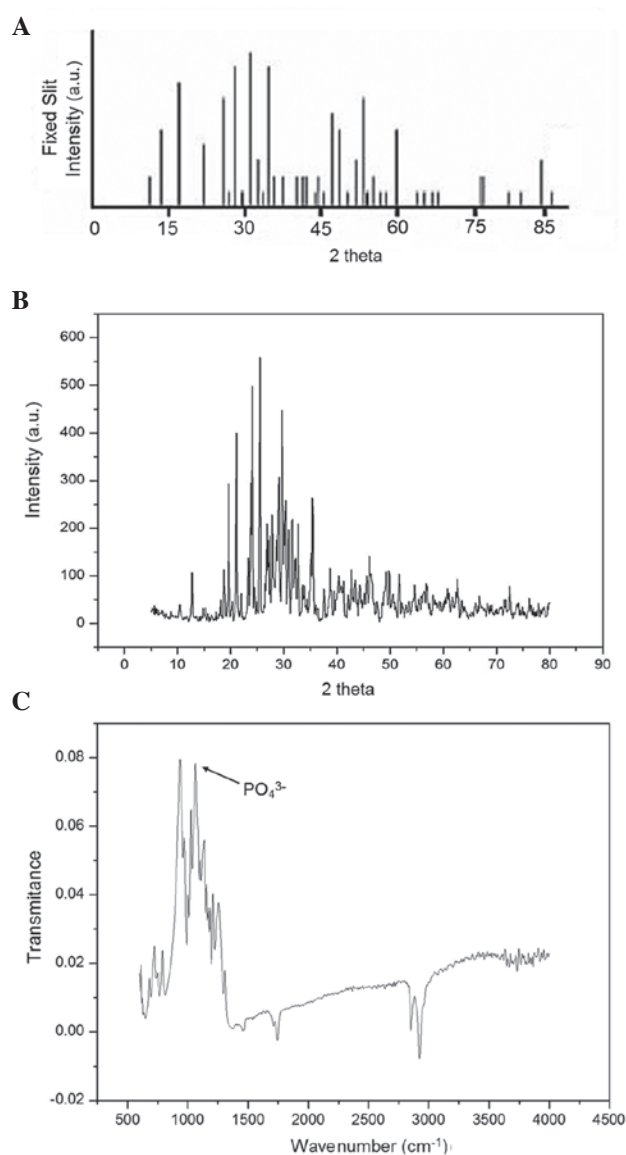 A
Fixed Slit
Intensity (a.u.)
0 15 30 45 60 75 85
2 theta
B
600
500
400
300
200
100
0
Intensity (a.u.)
0 10 20 30 40 50 60 70 80 90
2 theta
C
0.08
0.06
0.04
0.02
0.00
-0.02
Transmitance
PO₄³⁻
500 1000 1500 2000 2500 3000 3500 4000 4500
Wavenumber (cm⁻¹)